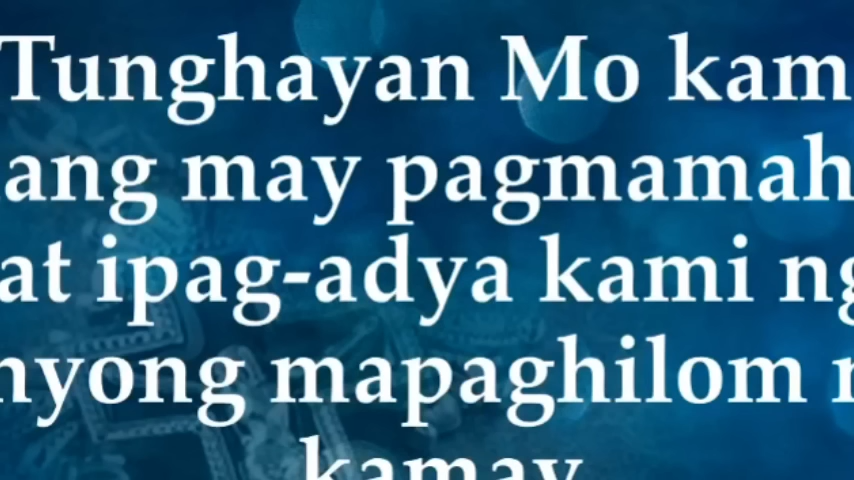 Tunghayan Mo kam
ang may pagmamah
at ipag-adya kami ng
nyong mapaghilom
kamay